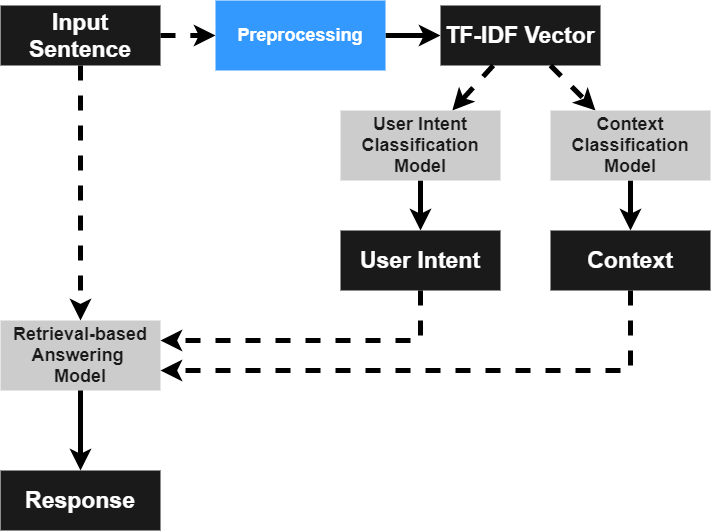 Input
Sentence
Preprocessing
TF-IDF Vector
User Intent
Classification
Model
Context
Classification
Model
User Intent
Context
Retrieval-based
Answering
Model
Response